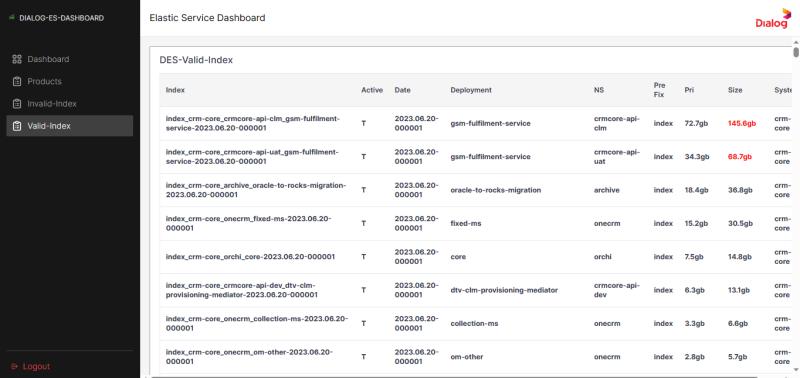 DIALOG-ES-DASHBOARD
Elastic Service Dashboard
Dialog
Dashboard
Products
Invalid-Index
Valid-Index
Logout
DES-Valid-Index
Index Active Date Deployment NS Pre Fix Pri Size Syste
index_crm-core_crmcore-api-clm_gsm-fulfilment-service-2023.06.20-000001 T 2023.06.20-000001 gsm-fulfilment-service crmcore-api-clm index 72.7gb 145.6gb crm-core
index_crm-core_crmcore-api-uat_gsm-fulfilment-service-2023.06.20-000001 T 2023.06.20-000001 gsm-fulfilment-service crmcore-api-uat index 34.3gb 68.7gb crm-core
index_crm-core_archive_oracle-to-rocks-migration-2023.06.20-000001 T 2023.06.20-000001 oracle-to-rocks-migration archive index 18.4gb 36.8gb crm-core
index_crm-core_onecrm_fixed-ms-2023.06.20-000001 T 2023.06.20-000001 fixed-ms onecrm index 15.2gb 30.5gb crm-core
index_crm-core_orchi_core-2023.06.20-000001 T 2023.06.20-000001 core orchi index 7.5gb 14.8gb crm-core
index_crm-core_crmcore-api-dev_dtv-clm-provisioning-mediator-2023.06.20-000001 T 2023.06.20-000001 dtv-clm-provisioning-mediator crmcore-api-dev index 6.3gb 13.1gb crm-core
index_crm-core_onecrm_collection-ms-2023.06.20-000001 T 2023.06.20-000001 collection-ms onecrm index 3.3gb 6.6gb crm-core
index_crm-core_onecrm_om-other-2023.06.20-000001 T 2023.06.20-000001 om-other onecrm index 2.8gb 5.7gb crm-core